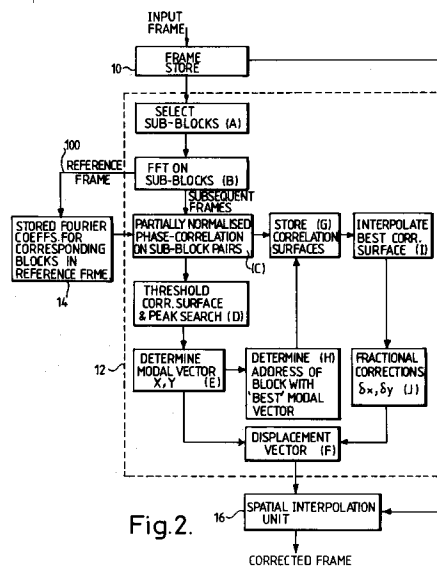 INPUT
FRAME
10
FRAME
STORE
SELECT
SUB-BLOCKS (A)
100
REFERENCE
FRAME
FFT ON
SUB-BLOCKS (B)
SUBSEQUENT
FRAMES
STORED FOURIER
COEFFS. FOR
CORRESPONDING
BLOCKS IN
REFERENCE FRME
14
PARTIALLY NORMALISED
PHASE-CORRELATION
ON SUB-BLOCK PAIRS
(C)
STORE (G)
CORRELATION
SURFACES
INTERPOLATE
BEST CORR.
SURFACE (I)
THRESHOLD
CORR. SURFACE
& PEAK SEARCH (D)
12
DETERMINE
MODAL VECTOR
X,Y (E)
DETERMINE (H)
ADDRESS OF
BLOCK WITH
'BEST' MODAL
VECTOR
FRACTIONAL
CORRECTIONS
δx,δy (J)
DISPLACEMENT
VECTOR (F)
16
SPATIAL INTERPOLATION
UNIT
Fig.2.
CORRECTED FRAME